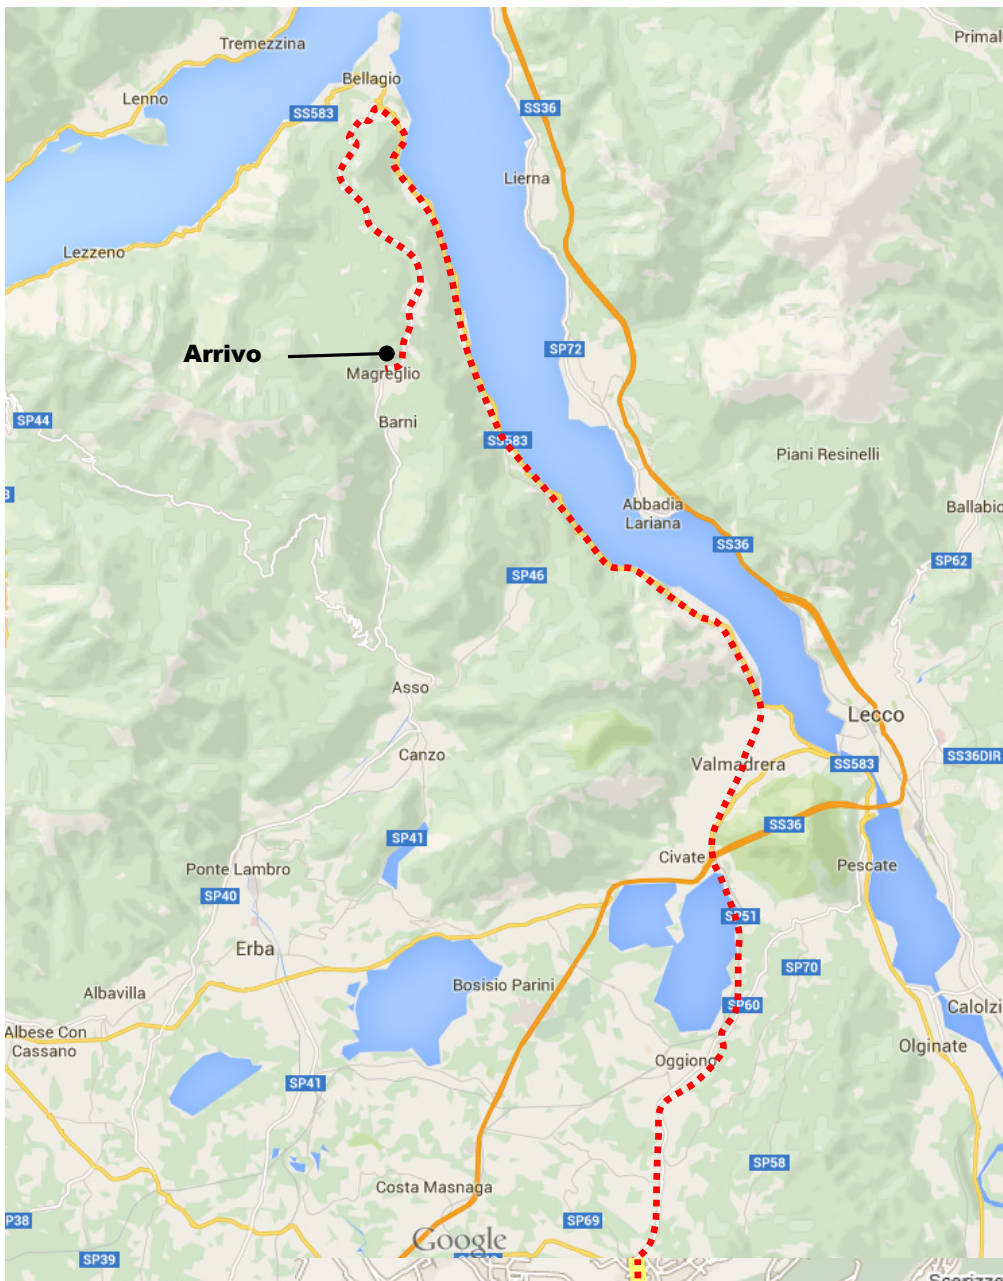 Tremezzina
Primal
Bellagio
Lenno
SS583
SS36
Lierna
Lezzeno
Arrivo
SP72
Magreglio
SP44
Barni
SS583
Piani Resinelli
Abbadia
Lariana
Ballabio
SS36
SP62
SP46
Asso
Lecco
Canzo
Valmadrera
SS583
SS36DIR
SS36
SP41
Civate
Pescate
Ponte Lambro
SP40
SP51
Erba
SP70
Bosisio Parini
Albavilla
SP60
Calolzi
Albese Con
Cassano
Oggiono
Olginate
SP41
SP58
Costa Masnaga
P38
SP69
Google
SP39